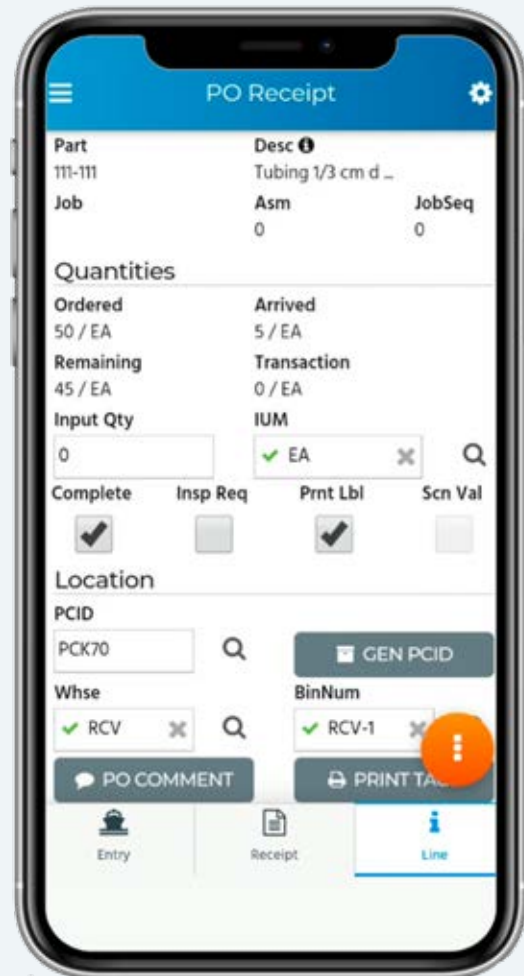 PO Receipt
Part Desc
111-111 Tubing 1/3 cm d ...
Job Asm JobSeq
0 0
Quantities
Ordered Arrived
50 / EA 5 / EA
Remaining Transaction
45 / EA 0 / EA
Input Qty IUM
0 EA
Complete Insp Req Prnt Lbl Scn Val
Location
PCID
PCK70 GEN PCID
Whse BinNum
RCV RCV-1
PO COMMENT PRINT
Entry Receipt Line